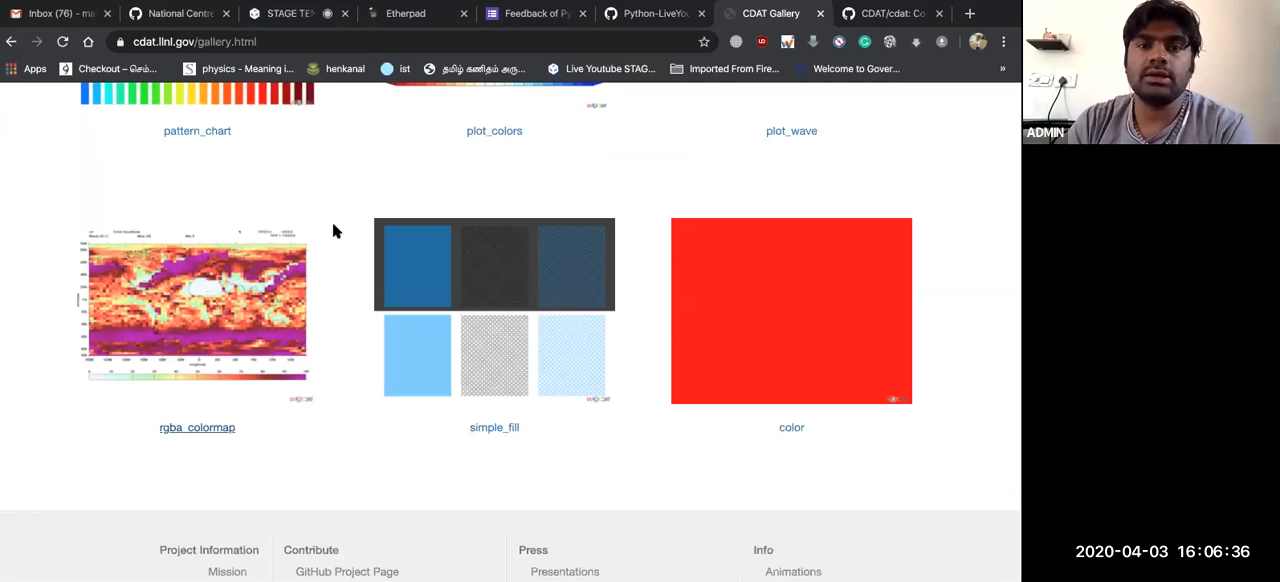 Inbox (76) - ma
National Centre
STAGE TEN
Etherpad
Feedback of Py
Python-LiveYou
CDAT Gallery
CDAT/cdat: Co
cdat.llnl.gov/gallery.html
Apps
Checkout – செம்...
physics - Meaning i...
henkanal
ist
தமிழ் கணிதம் அரு...
Live Youtube STAG...
Imported From Fire...
Welcome to Gover...
»
ADMIN
pattern_chart
plot_colors
plot_wave
rgba_colormap
simple_fill
color
2020-04-03 16:06:36
Project Information
Contribute
Press
Info
Mission
GitHub Project Page
Presentations
Animations